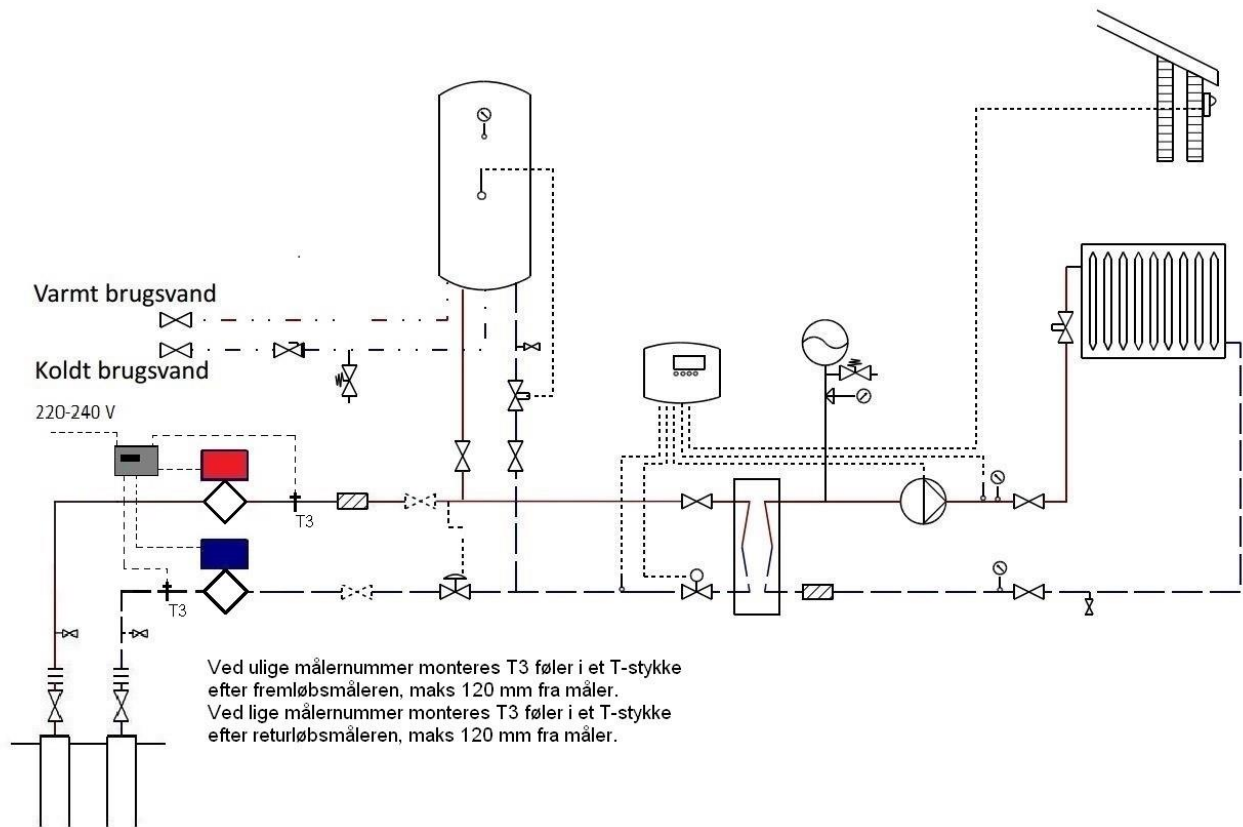 Varmt brugsvand
Koldt brugsvand
220-240 V
T3
T3
Ved ulige målernummer monteres T3 føler i et T-stykke
efter fremløbsmåleren, maks 120 mm fra måler.
Ved lige målernummer monteres T3 føler i et T-stykke
efter returløbsmåleren, maks 120 mm fra måler.